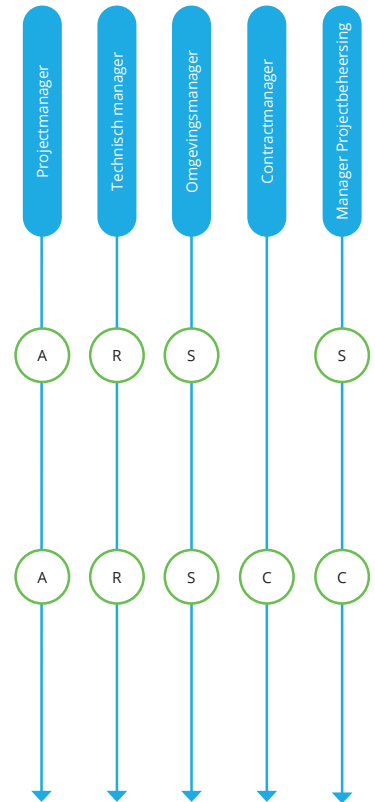 Projectmanager
Technisch manager
Omgevingsmanager
Contractmanager
Manager Projectbeheersing
A R S S
A R S C C